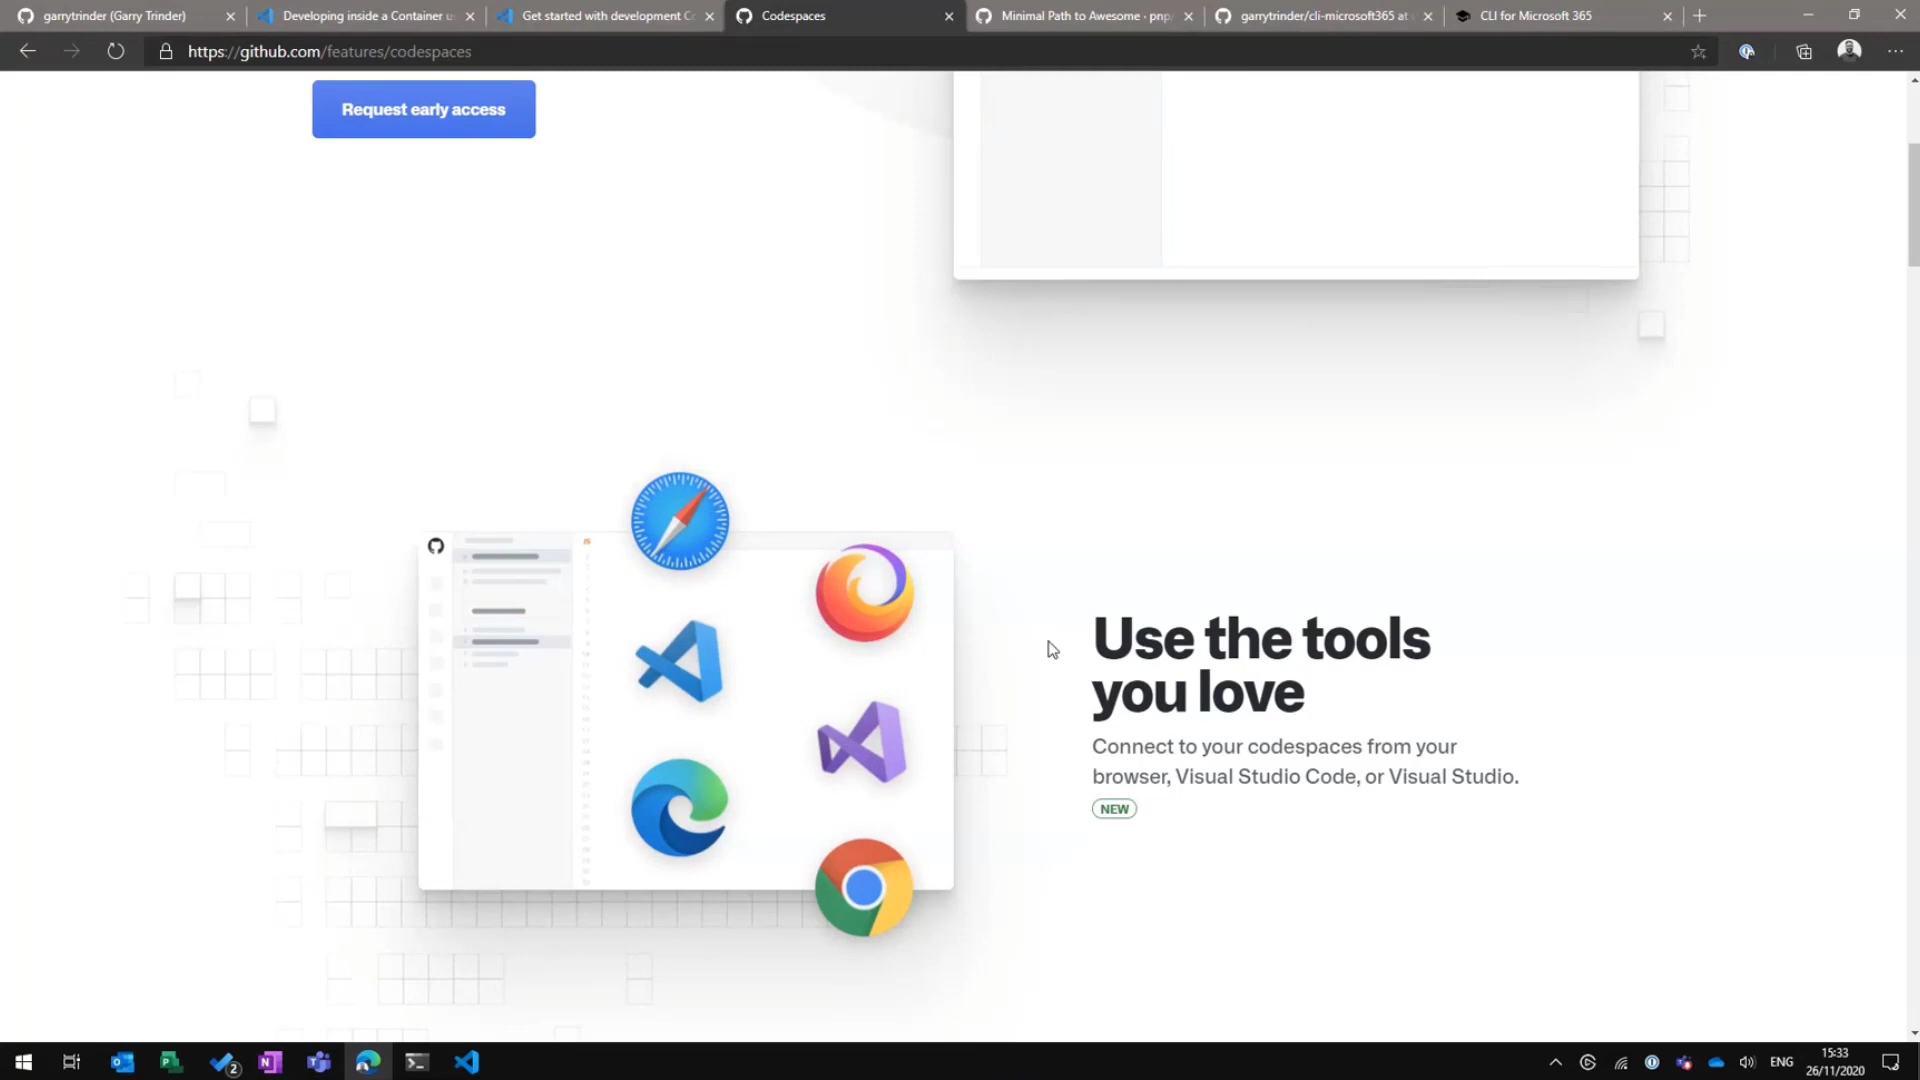 garrytrinder (Garry Trinder)
Developing inside a Container u
Get started with development Co
Codespaces
Minimal Path to Awesome · pnp/
garrytrinder/cli-microsoft365 at
CLI for Microsoft 365
https://github.com/features/codespaces
Request early access
Use the tools
you love
Connect to your codespaces from your
browser, Visual Studio Code, or Visual Studio.
NEW
2
ENG
15:33
26/11/2020